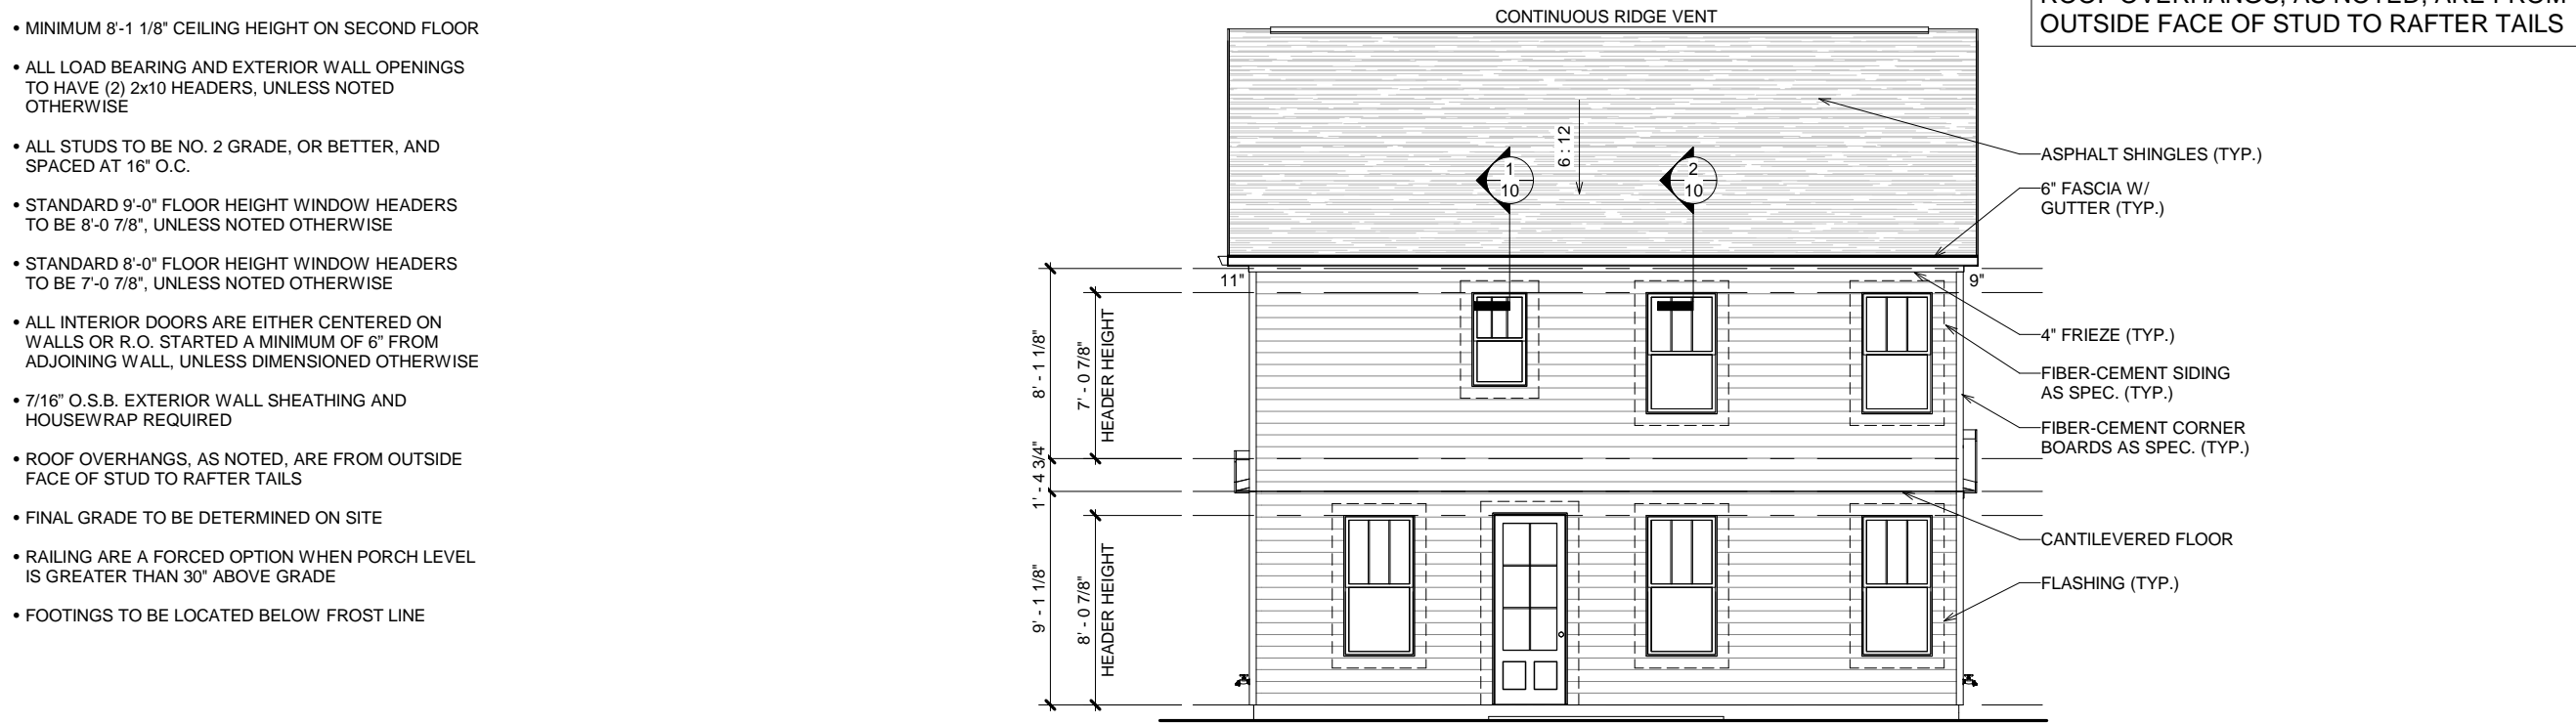 • MINIMUM 8'-1 1/8" CEILING HEIGHT ON SECOND FLOOR
• ALL LOAD BEARING AND EXTERIOR WALL OPENINGS
TO HAVE (2) 2x10 HEADERS, UNLESS NOTED
OTHERWISE
• ALL STUDS TO BE NO. 2 GRADE, OR BETTER, AND
SPACED AT 16" O.C.
• STANDARD 9'-0" FLOOR HEIGHT WINDOW HEADERS
TO BE 8'-0 7/8", UNLESS NOTED OTHERWISE
• STANDARD 8'-0" FLOOR HEIGHT WINDOW HEADERS
TO BE 7'-0 7/8", UNLESS NOTED OTHERWISE
• ALL INTERIOR DOORS ARE EITHER CENTERED ON
WALLS OR R.O. STARTED A MINIMUM OF 6” FROM
ADJOINING WALL, UNLESS DIMENSIONED OTHERWISE
• 7/16” O.S.B. EXTERIOR WALL SHEATHING AND
HOUSEWRAP REQUIRED
• ROOF OVERHANGS, AS NOTED, ARE FROM OUTSIDE
FACE OF STUD TO RAFTER TAILS
• FINAL GRADE TO BE DETERMINED ON SITE
• RAILING ARE A FORCED OPTION WHEN PORCH LEVEL
IS GREATER THAN 30" ABOVE GRADE
• FOOTINGS TO BE LOCATED BELOW FROST LINE
CONTINUOUS RIDGE VENT
ROOF OVERHANGS, AS NOTED, ARE FROM
OUTSIDE FACE OF STUD TO RAFTER TAILS
6 : 12
1
10
2
10
11"
9"
8' - 1 1/8"
7' - 0 7/8"
HEADER HEIGHT
1' - 4 3/4"
9' - 1 1/8"
8' - 0 7/8"
HEADER HEIGHT
ASPHALT SHINGLES (TYP.)
6" FASCIA W/
GUTTER (TYP.)
4" FRIEZE (TYP.)
FIBER-CEMENT SIDING
AS SPEC. (TYP.)
FIBER-CEMENT CORNER
BOARDS AS SPEC. (TYP.)
CANTILEVERED FLOOR
FLASHING (TYP.)